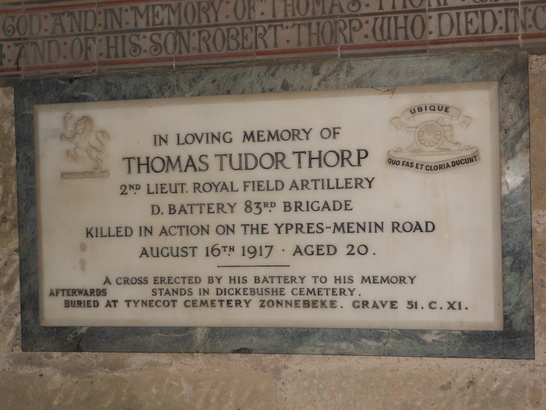 GOD AND IN MEMORY OF THOMAS THORP
AND OF HIS SON ROBERT THORP WHO DIED IN
UBIQUE
QUO FAS ET GLORIA DUCUNT
IN LOVING MEMORY OF
THOMAS TUDOR THORP
2ND LIEUT. ROYAL FIELD ARTILLERY
D. BATTERY 83RD BRIGADE
KILLED IN ACTION ON THE YPRES-MENIN ROAD
AUGUST 16TH 1917 · AGED 20.
A CROSS ERECTED BY HIS BATTERY TO HIS MEMORY
STANDS IN DICKEBUSHE CEMETERY.
AFTERWARDS
BURIED AT TYNECOT CEMETERY ZONNEBEKE. GRAVE 51. C. XI.